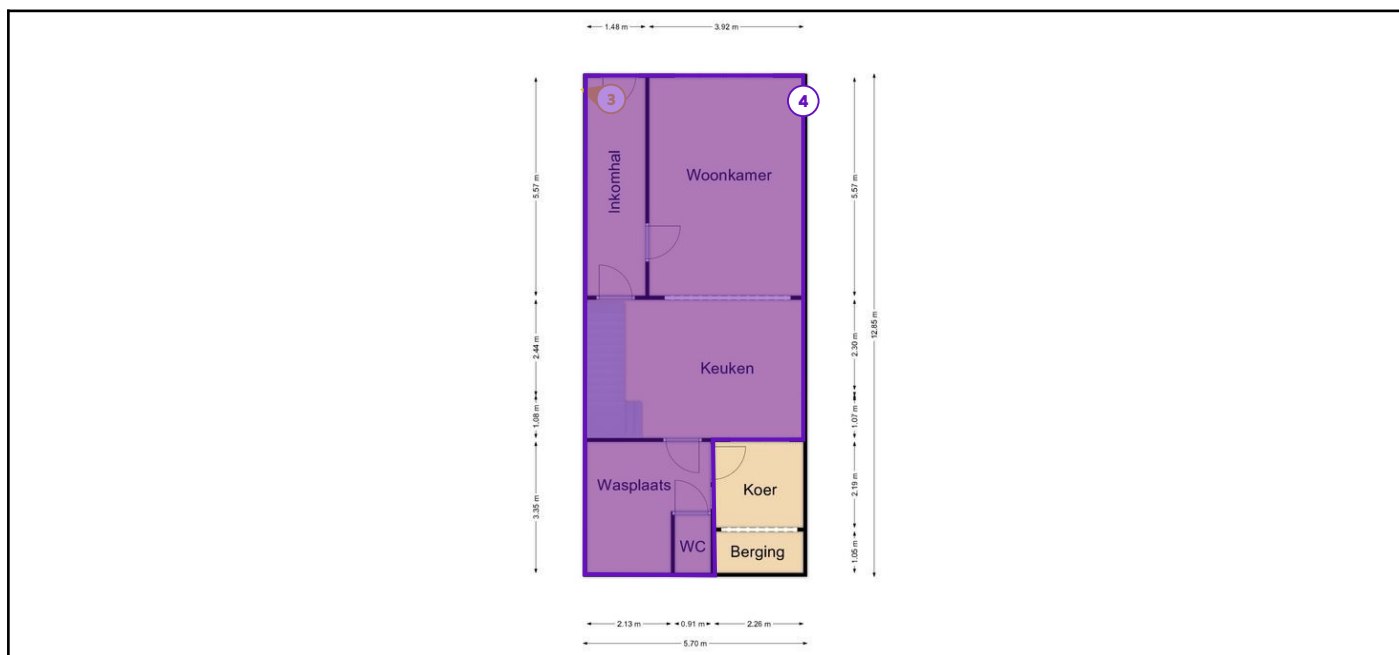 1.48 m
3.92 m
3
4
Inkomhal
Woonkamer
5.57 m
5.57 m
12.85 m
2.44 m
2.30 m
Keuken
1.08 m
1.07 m
Wasplaats
Koer
2.19 m
3.35 m
WC
Berging
1.05 m
2.13 m
0.91 m
2.26 m
5.70 m